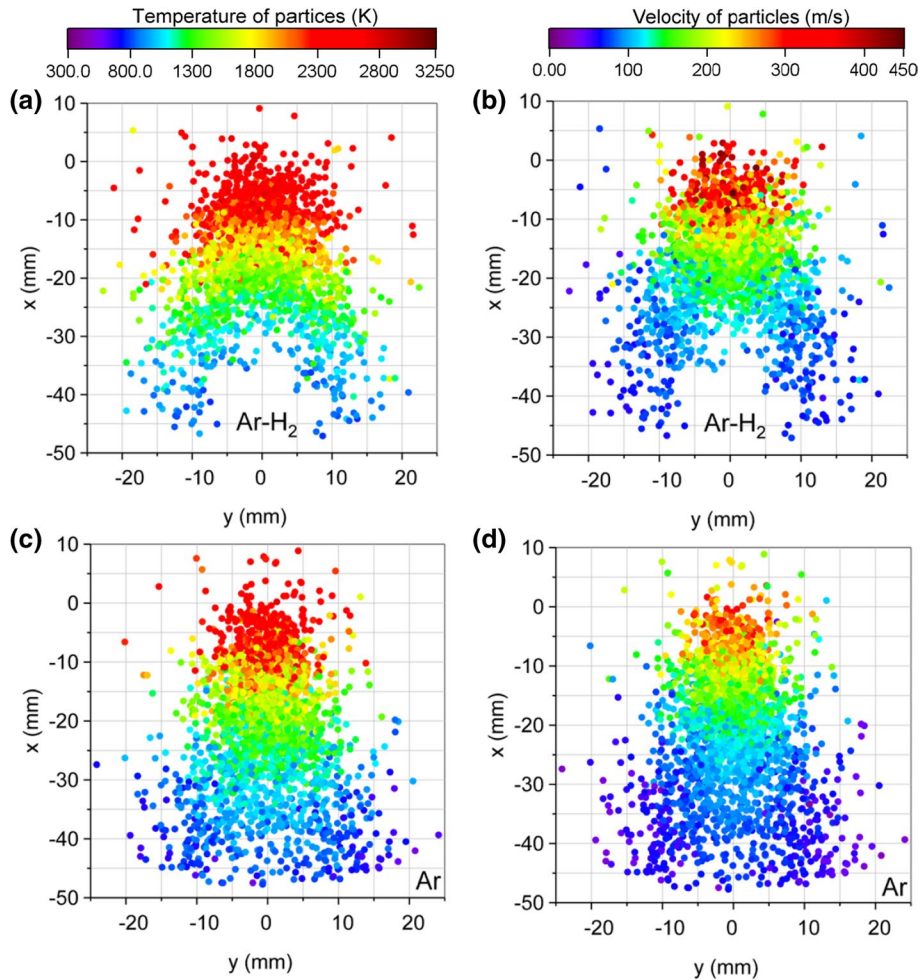 Temperature of partices (K)
300.0 800.0 1300 1800 2300 2800 3250
Velocity of particles (m/s)
0.00 100 200 300 400 450
(a)
10
0
-10
-20
-30
-40
-50
x (mm)
-20 -10 0 10 20
y (mm)
Ar-H₂
(b)
10
0
-10
-20
-30
-40
-50
x (mm)
-20 -10 0 10 20
y (mm)
Ar-H₂
(c)
10
0
-10
-20
-30
-40
-50
x (mm)
-20 -10 0 10 20
y (mm)
Ar
(d)
10
0
-10
-20
-30
-40
-50
x (mm)
-20 -10 0 10 20
y (mm)
Ar